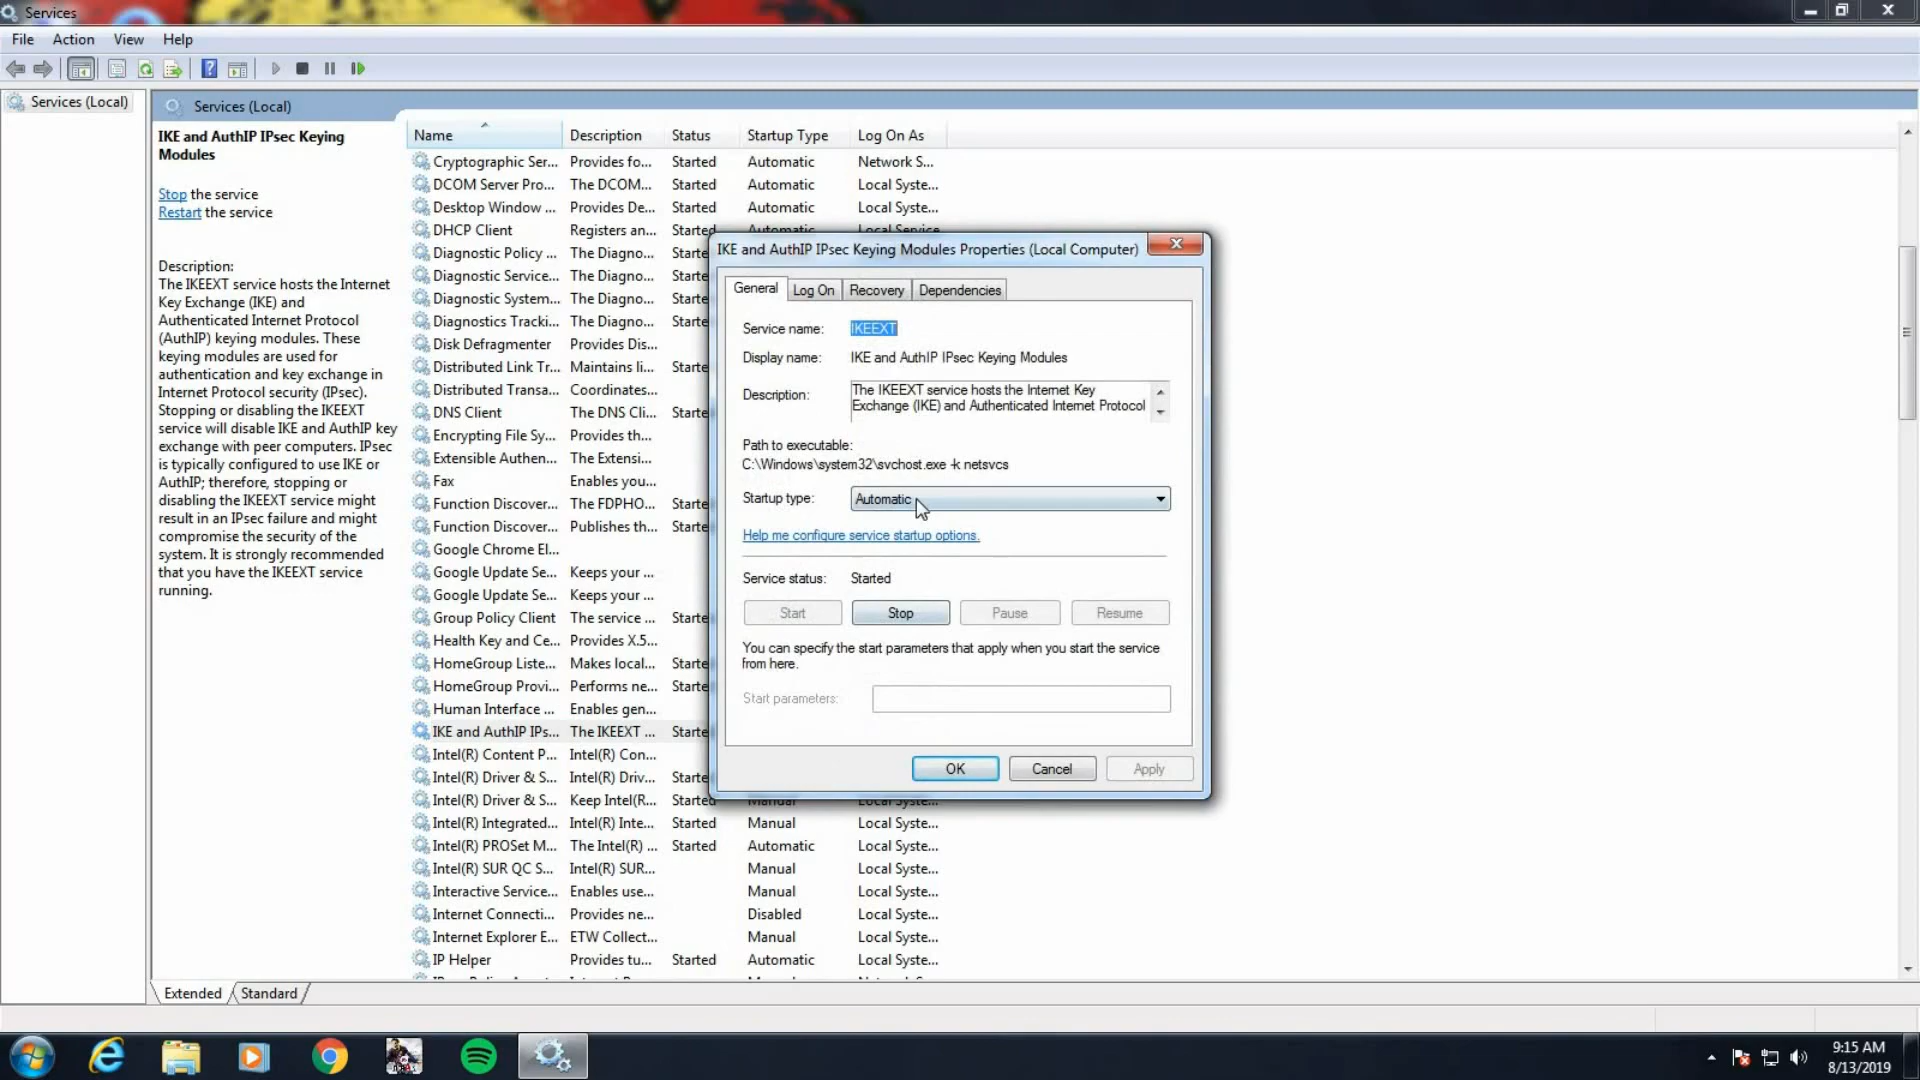 Services
File Action View Help
Services (Local)
Services (Local)
IKE and AuthIP IPsec Keying
Modules
Stop the service
Restart the service
Description:
The IKEEXT service hosts the Internet
Key Exchange (IKE) and
Authenticated Internet Protocol
(AuthIP) keying modules. These
keying modules are used for
authentication and key exchange in
Internet Protocol security (IPsec).
Stopping or disabling the IKEEXT
service will disable IKE and AuthIP key
exchange with peer computers. IPsec
is typically configured to use IKE or
AuthIP; therefore, stopping or
disabling the IKEEXT service might
result in an IPsec failure and might
compromise the security of the
system. It is strongly recommended
that you have the IKEEXT service
running.
Name Description Status Startup Type Log On As
Cryptographic Ser... Provides fo... Started Automatic Network S...
DCOM Server Pro... The DCOM... Started Automatic Local Syste...
Desktop Window ... Provides De... Started Automatic Local Syste...
DHCP Client Registers an... Started Automatic Local Service
Diagnostic Policy ... The Diagno... Starte
Diagnostic Service... The Diagno... Starte
Diagnostic System... The Diagno... Starte
Diagnostics Tracki... The Diagno... Starte
Disk Defragmenter Provides Dis...
Distributed Link Tr... Maintains li... Starte
Distributed Transa... Coordinates...
DNS Client The DNS Cli... Starte
Encrypting File Sy... Provides th...
Extensible Authen... The Extensi...
Fax Enables you...
Function Discover... The FDPHO... Starte
Function Discover... Publishes th... Starte
Google Chrome El...
Google Update Se... Keeps your ...
Google Update Se... Keeps your ...
Group Policy Client The service ... Starte
Health Key and Ce... Provides X.5...
HomeGroup Liste... Makes local... Starte
HomeGroup Provi... Performs ne... Starte
Human Interface ... Enables gen...
IKE and AuthIP IPs... The IKEEXT ... Starte
Intel(R) Content P... Intel(R) Con...
Intel(R) Driver & S... Intel(R) Driv... Starte
Intel(R) Driver & S... Keep Intel(R... Started Manual Local Syste...
Intel(R) Integrated... Intel(R) Inte... Started Manual Local Syste...
Intel(R) PROSet M... The Intel(R) ... Started Automatic Local Syste...
Intel(R) SUR QC S... Intel(R) SUR... Manual Local Syste...
Interactive Service... Enables use... Manual Local Syste...
Internet Connecti... Provides ne... Disabled Local Syste...
Internet Explorer E... ETW Collect... Manual Local Syste...
IP Helper Provides tu... Started Automatic Local Syste...
IKE and AuthIP IPsec Keying Modules Properties (Local Computer)
General Log On Recovery Dependencies
Service name: IKEEXT
Display name: IKE and AuthIP IPsec Keying Modules
Description: The IKEEXT service hosts the Internet Key
Exchange (IKE) and Authenticated Internet Protocol
Path to executable:
C:\Windows\system32\svchost.exe -k netsvcs
Startup type: Automatic
Help me configure service startup options.
Service status: Started
Start Stop Pause Resume
You can specify the start parameters that apply when you start the service
from here.
Start parameters:
OK Cancel Apply
Extended Standard
9:15 AM
8/13/2019